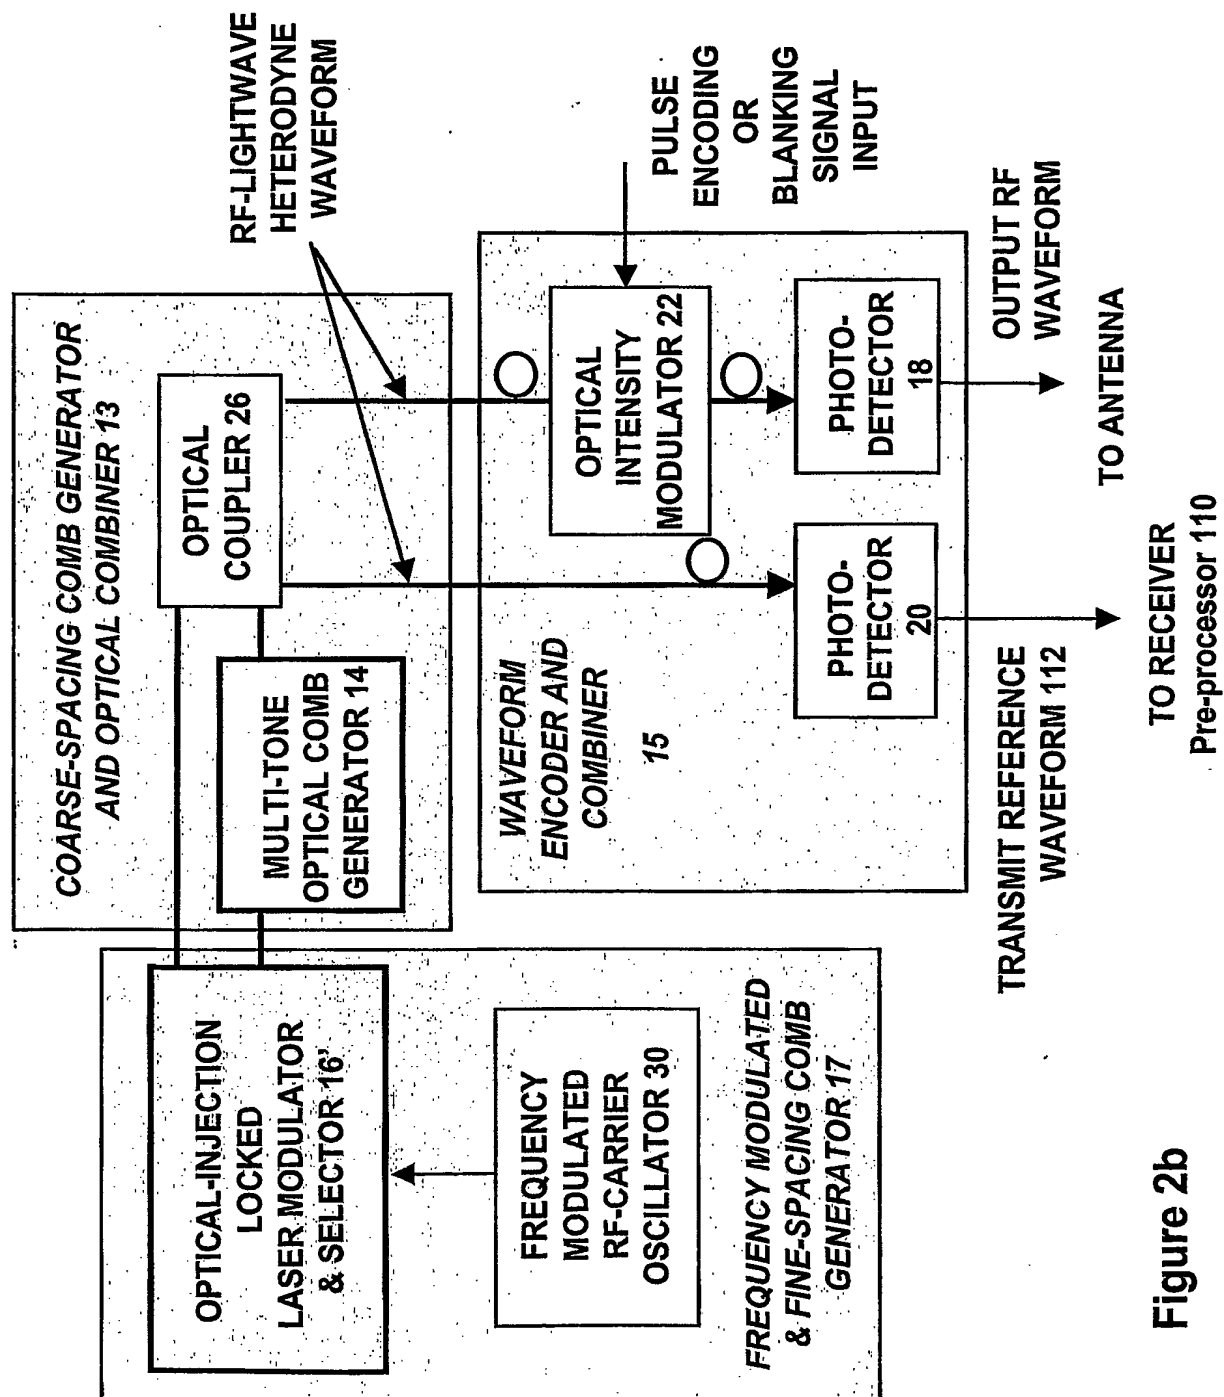 COARSE-SPACING COMB GENERATOR
AND OPTICAL COMBINER 13
OPTICAL
COUPLER 26
MULTI-TONE
OPTICAL COMB
GENERATOR 14
RF-LIGHTWAVE
HETERODYNE
WAVEFORM
OPTICAL-INJECTION
LOCKED
LASER MODULATOR
& SELECTOR 16'
FREQUENCY
MODULATED
RF-CARRIER
OSCILLATOR 30
FREQUENCY MODULATED
& FINE-SPACING COMB
GENERATOR 17
WAVEFORM
ENCODER AND
COMBINER
15
OPTICAL
INTENSITY
MODULATOR 22
PULSE
ENCODING
OR
BLANKING
SIGNAL
INPUT
PHOTO-
DETECTOR
20
PHOTO-
DETECTOR
18
TRANSMIT REFERENCE
WAVEFORM 112
OUTPUT RF
WAVEFORM
TO RECEIVER
Pre-processor 110
TO ANTENNA
Figure 2b